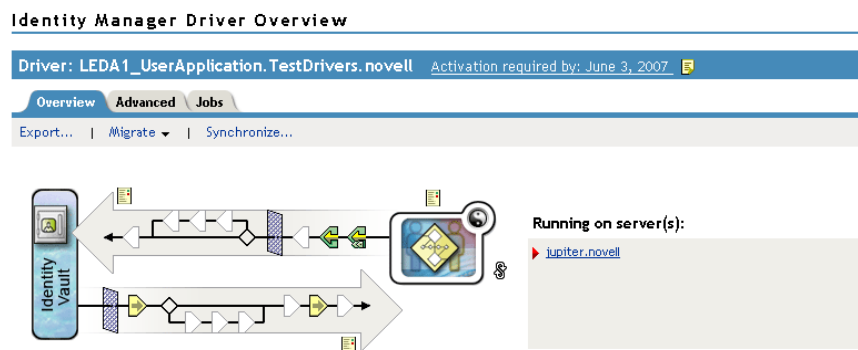 Identity Manager Driver Overview
Driver: LEDA1_UserApplication.TestDrivers.novell Activation required by: June 3, 2007
Overview Advanced Jobs
Export... | Migrate | Synchronize...
Identity
Vault
Running on server(s):
jupiter.novell